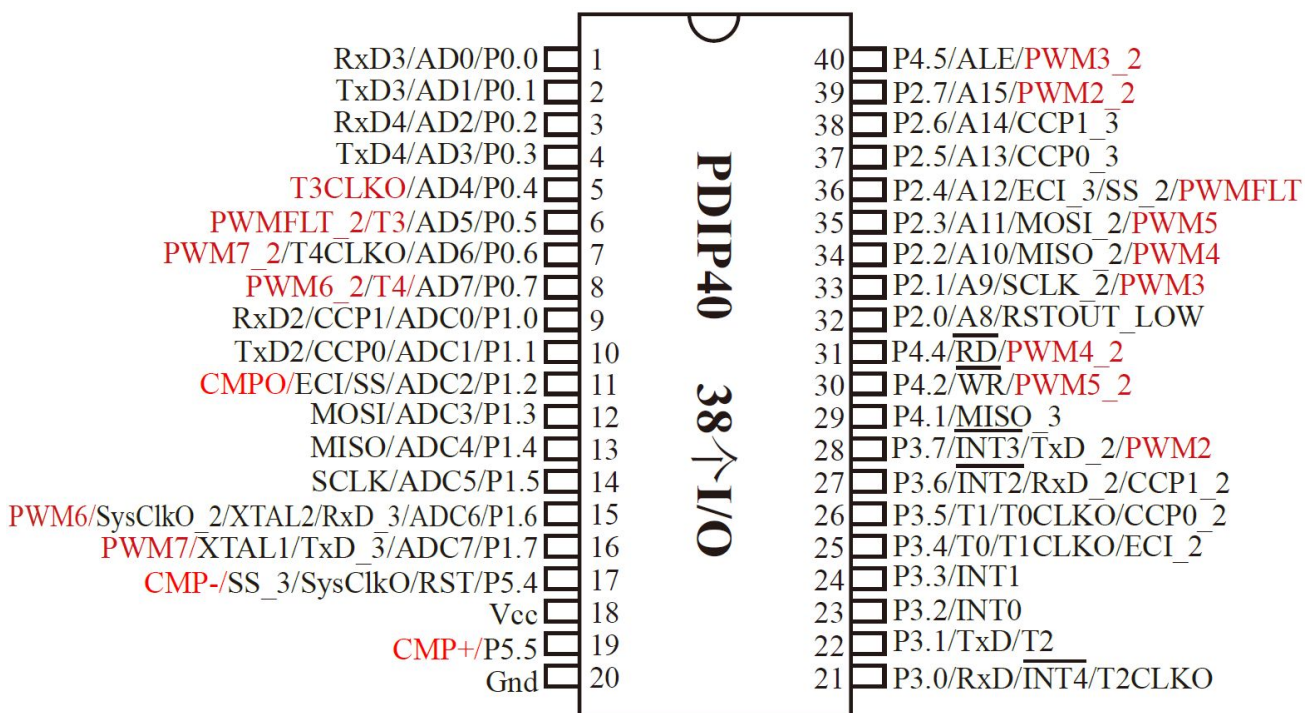 RxD3/AD0/P0.0 1
TxD3/AD1/P0.1 2
RxD4/AD2/P0.2 3
TxD4/AD3/P0.3 4
T3CLKO/AD4/P0.4 5
PWMFLT_2/T3/AD5/P0.5 6
PWM7_2/T4CLKO/AD6/P0.6 7
PWM6_2/T4/AD7/P0.7 8
RxD2/CCP1/ADC0/P1.0 9
TxD2/CCP0/ADC1/P1.1 10
CMPO/ECI/SS/ADC2/P1.2 11
MOSI/ADC3/P1.3 12
MISO/ADC4/P1.4 13
SCLK/ADC5/P1.5 14
PWM6/SysClkO_2/XTAL2/RxD_3/ADC6/P1.6 15
PWM7/XTAL1/TxD_3/ADC7/P1.7 16
CMP-/SS_3/SysClkO/RST/P5.4 17
Vcc 18
CMP+/P5.5 19
Gnd 20
PDIP40 38个I/O
40 P4.5/ALE/PWM3_2
39 P2.7/A15/PWM2_2
38 P2.6/A14/CCP1_3
37 P2.5/A13/CCP0_3
36 P2.4/A12/ECI_3/SS_2/PWMFLT
35 P2.3/A11/MOSI_2/PWM5
34 P2.2/A10/MISO_2/PWM4
33 P2.1/A9/SCLK_2/PWM3
32 P2.0/A8/RSTOUT_LOW
31 P4.4/RD/PWM4_2
30 P4.2/WR/PWM5_2
29 P4.1/MISO_3
28 P3.7/INT3/TxD_2/PWM2
27 P3.6/INT2/RxD_2/CCP1_2
26 P3.5/T1/T0CLKO/CCP0_2
25 P3.4/T0/T1CLKO/ECI_2
24 P3.3/INT1
23 P3.2/INT0
22 P3.1/TxD/T2
21 P3.0/RxD/INT4/T2CLKO